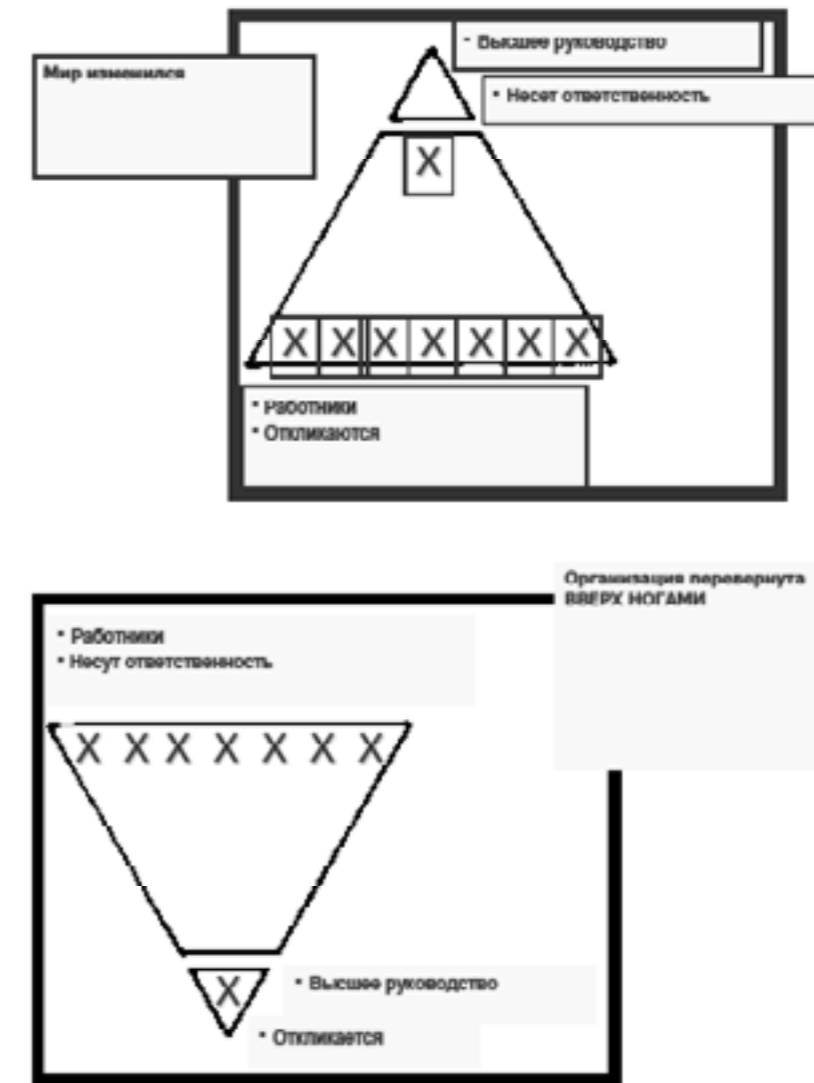 Мир изменился
- Высшее руководство
• Несет ответственность
X
X X X X X X X
• Работники
• Откликаются
Организация перевернута
ВВЕРХ НОГАМИ
• Работники
• Несут ответственность
X X X X X X X
X
• Высшее руководство
• Откликается